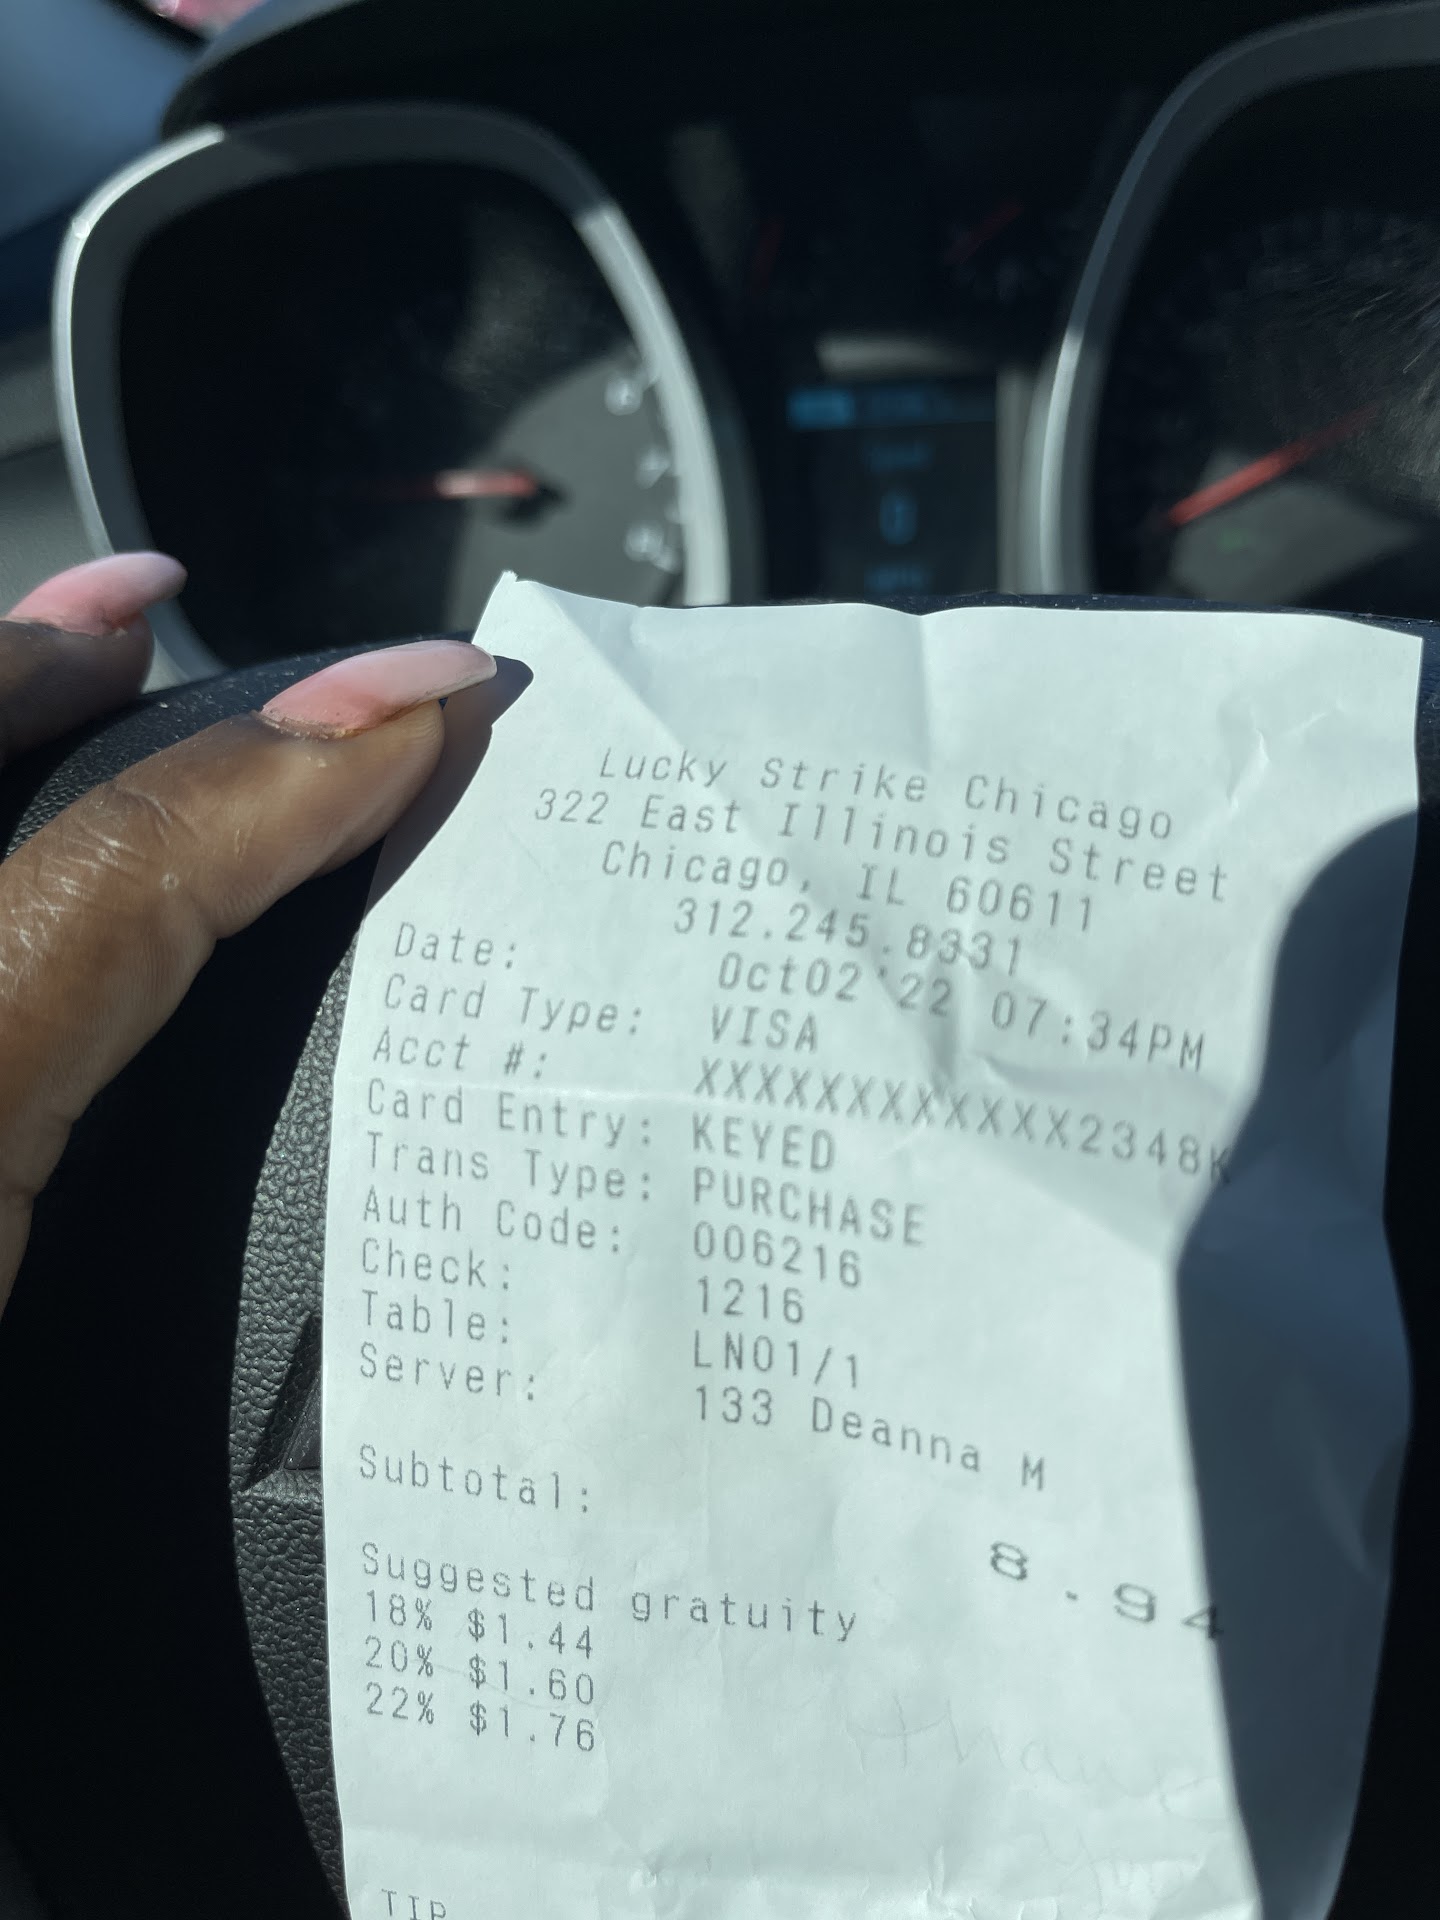 Lucky Strike Chicago
322 East Illinois Street
Chicago, IL 60611
312.245.8331
Date: Oct02'22 07:34PM
Card Type: VISA
Acct #: XXXXXXXXXXXX2348K
Card Entry: KEYED
Trans Type: PURCHASE
Auth Code: 006216
Check: 1216
Table: LN01/1
Server: 133 Deanna M
Subtotal: 8.94
Suggested gratuity
18% $1.44
20% $1.60
22% $1.76
TIP